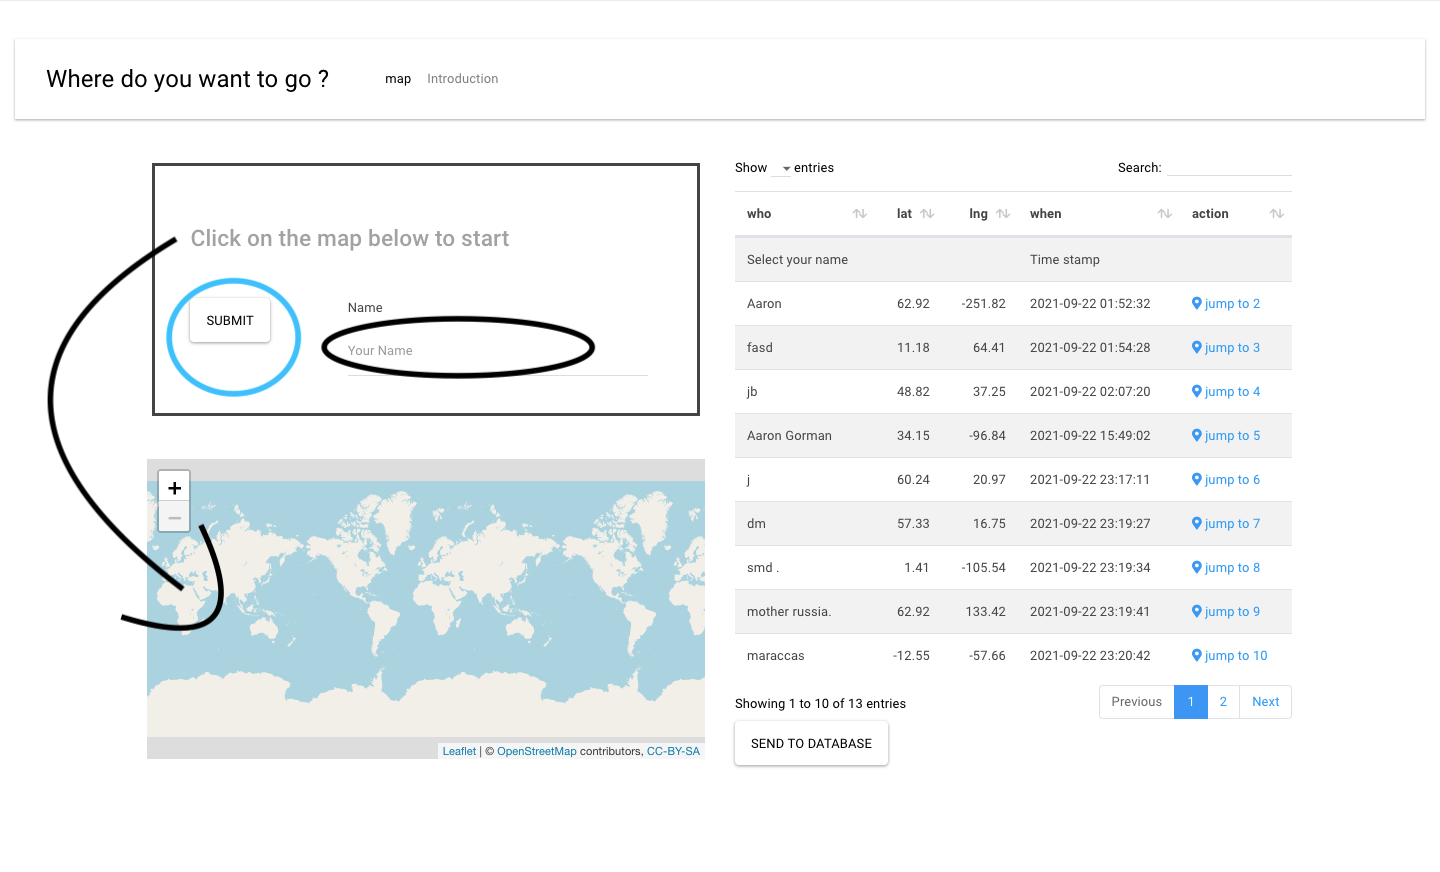 Where do you want to go ? map Introduction
Click on the map below to start
SUBMIT
Name
Your Name
+
−
Leaflet | © OpenStreetMap contributors, CC-BY-SA
Show entries Search:
who lat lng when action
Select your name Time stamp
Aaron 62.92 -251.82 2021-09-22 01:52:32 jump to 2
fasd 11.18 64.41 2021-09-22 01:54:28 jump to 3
jb 48.82 37.25 2021-09-22 02:07:20 jump to 4
Aaron Gorman 34.15 -96.84 2021-09-22 15:49:02 jump to 5
j 60.24 20.97 2021-09-22 23:17:11 jump to 6
dm 57.33 16.75 2021-09-22 23:19:27 jump to 7
smd . 1.41 -105.54 2021-09-22 23:19:34 jump to 8
mother russia. 62.92 133.42 2021-09-22 23:19:41 jump to 9
maraccas -12.55 -57.66 2021-09-22 23:20:42 jump to 10
Showing 1 to 10 of 13 entries Previous 1 2 Next
SEND TO DATABASE